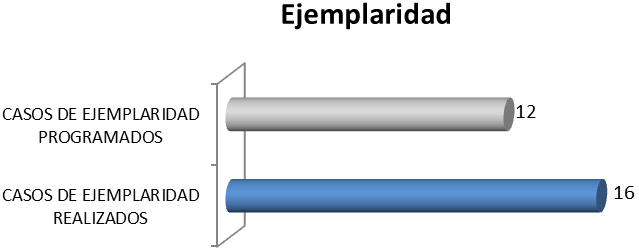 Ejemplaridad
CASOS DE EJEMPLARIDAD
PROGRAMADOS
12
CASOS DE EJEMPLARIDAD
REALIZADOS
16